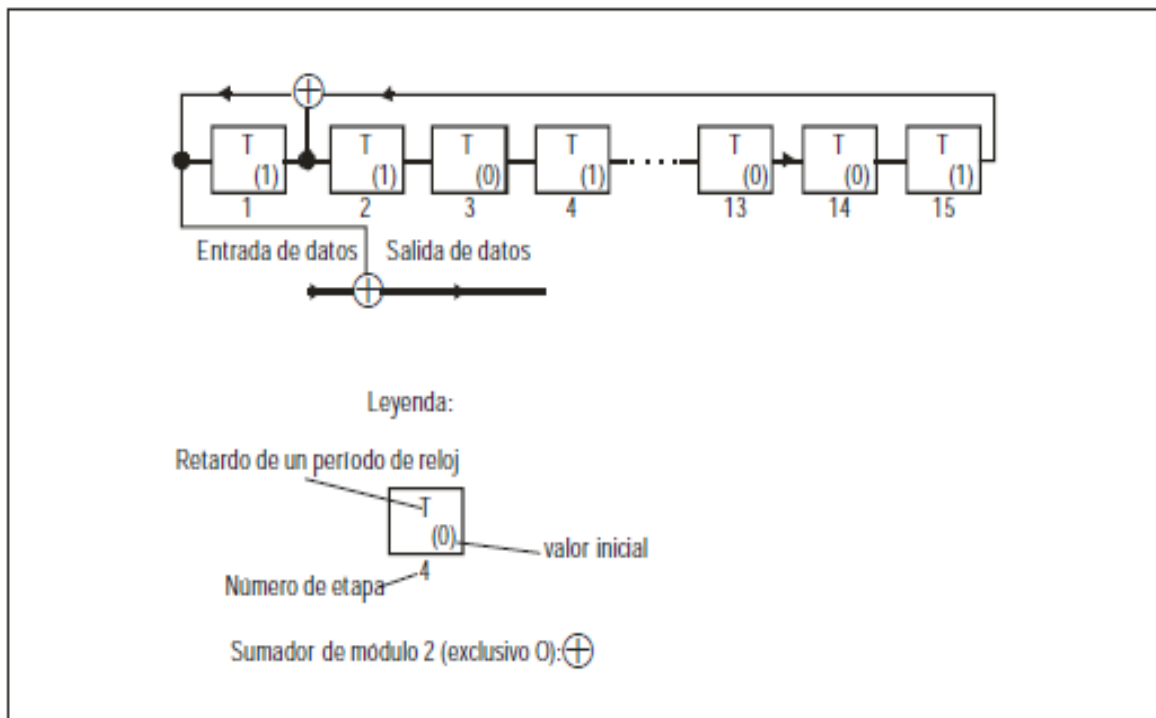 T T T T T T T
(1) (1) (0) (1) (0) (0) (1)
1 2 3 4 13 14 15
Entrada de datos Salida de datos
Leyenda:
Retardo de un período de reloj
T
(0)
valor inicial
4
Número de etapa
Sumador de módulo 2 (exclusivo O):